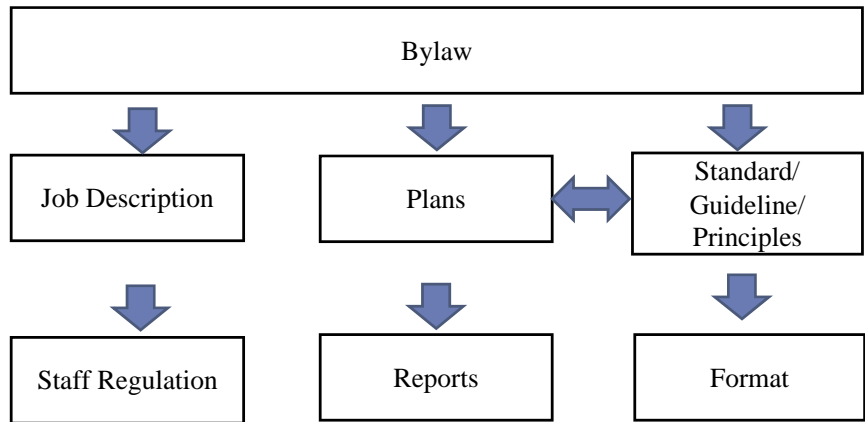 Bylaw
Job Description
Plans
Standard/
Guideline/
Principles
Staff Regulation
Reports
Format